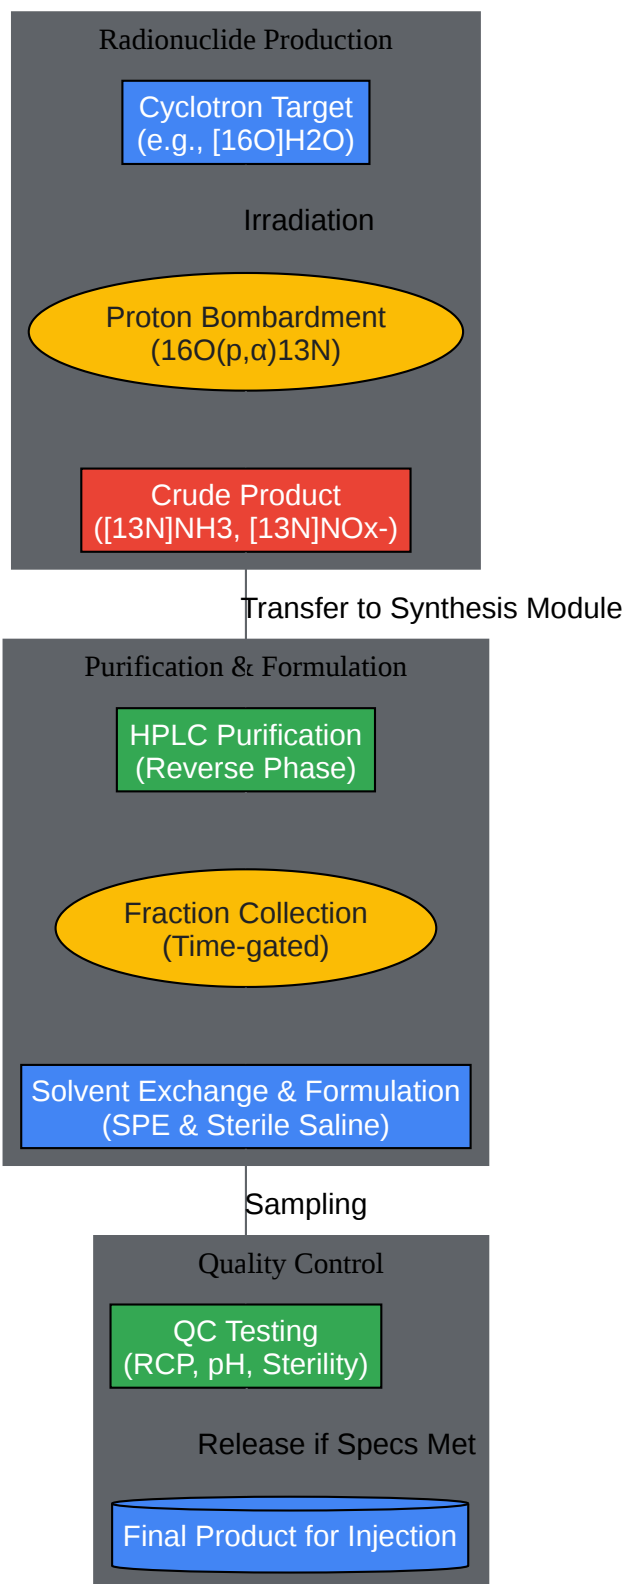 Radionuclide Production
Cyclotron Target
(e.g., [16O]H2O)
Irradiation
Proton Bombardment
(16O(p,α)13N)
Crude Product
([13N]NH3, [13N]NOx-)
Transfer to Synthesis Module
Purification & Formulation
HPLC Purification
(Reverse Phase)
Fraction Collection
(Time-gated)
Solvent Exchange & Formulation
(SPE & Sterile Saline)
Sampling
Quality Control
QC Testing
(RCP, pH, Sterility)
Release if Specs Met
Final Product for Injection